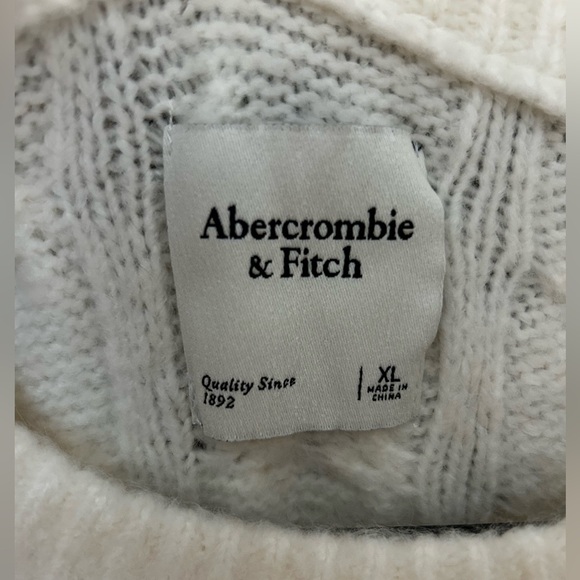 Abercrombie
& Fitch
Quality Since
1892
XL
MADE IN
CHINA